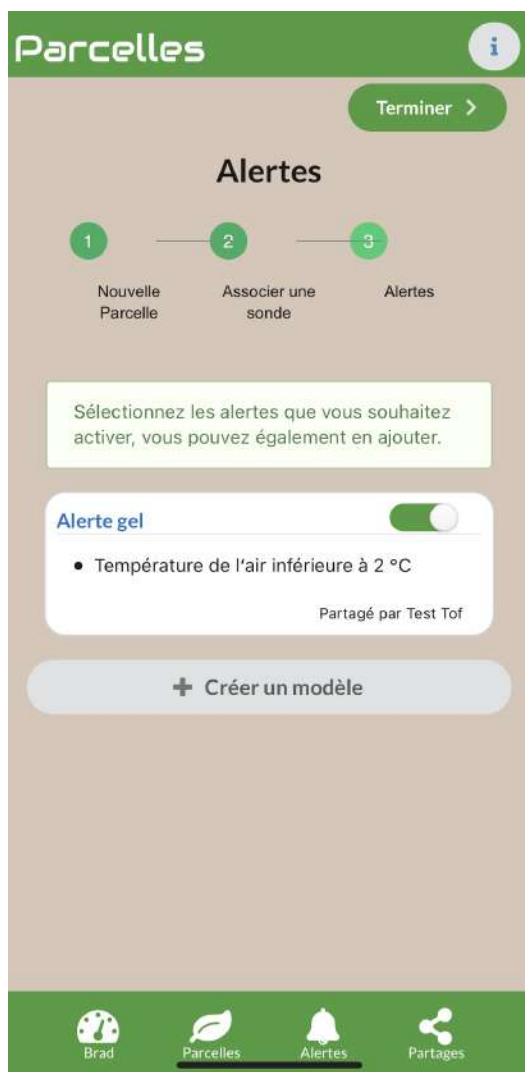 Parcelles
i
Terminer >
Alertes
1
2
3
Nouvelle
Parcelle
Associer une
sonde
Alertes
Sélectionnez les alertes que vous souhaitez
activer, vous pouvez également en ajouter.
Alerte gel
• Température de l'air inférieure à 2 °C
Partagé par Test Tof
+ Créer un modèle
Brad
Parcelles
Alertes
Partages